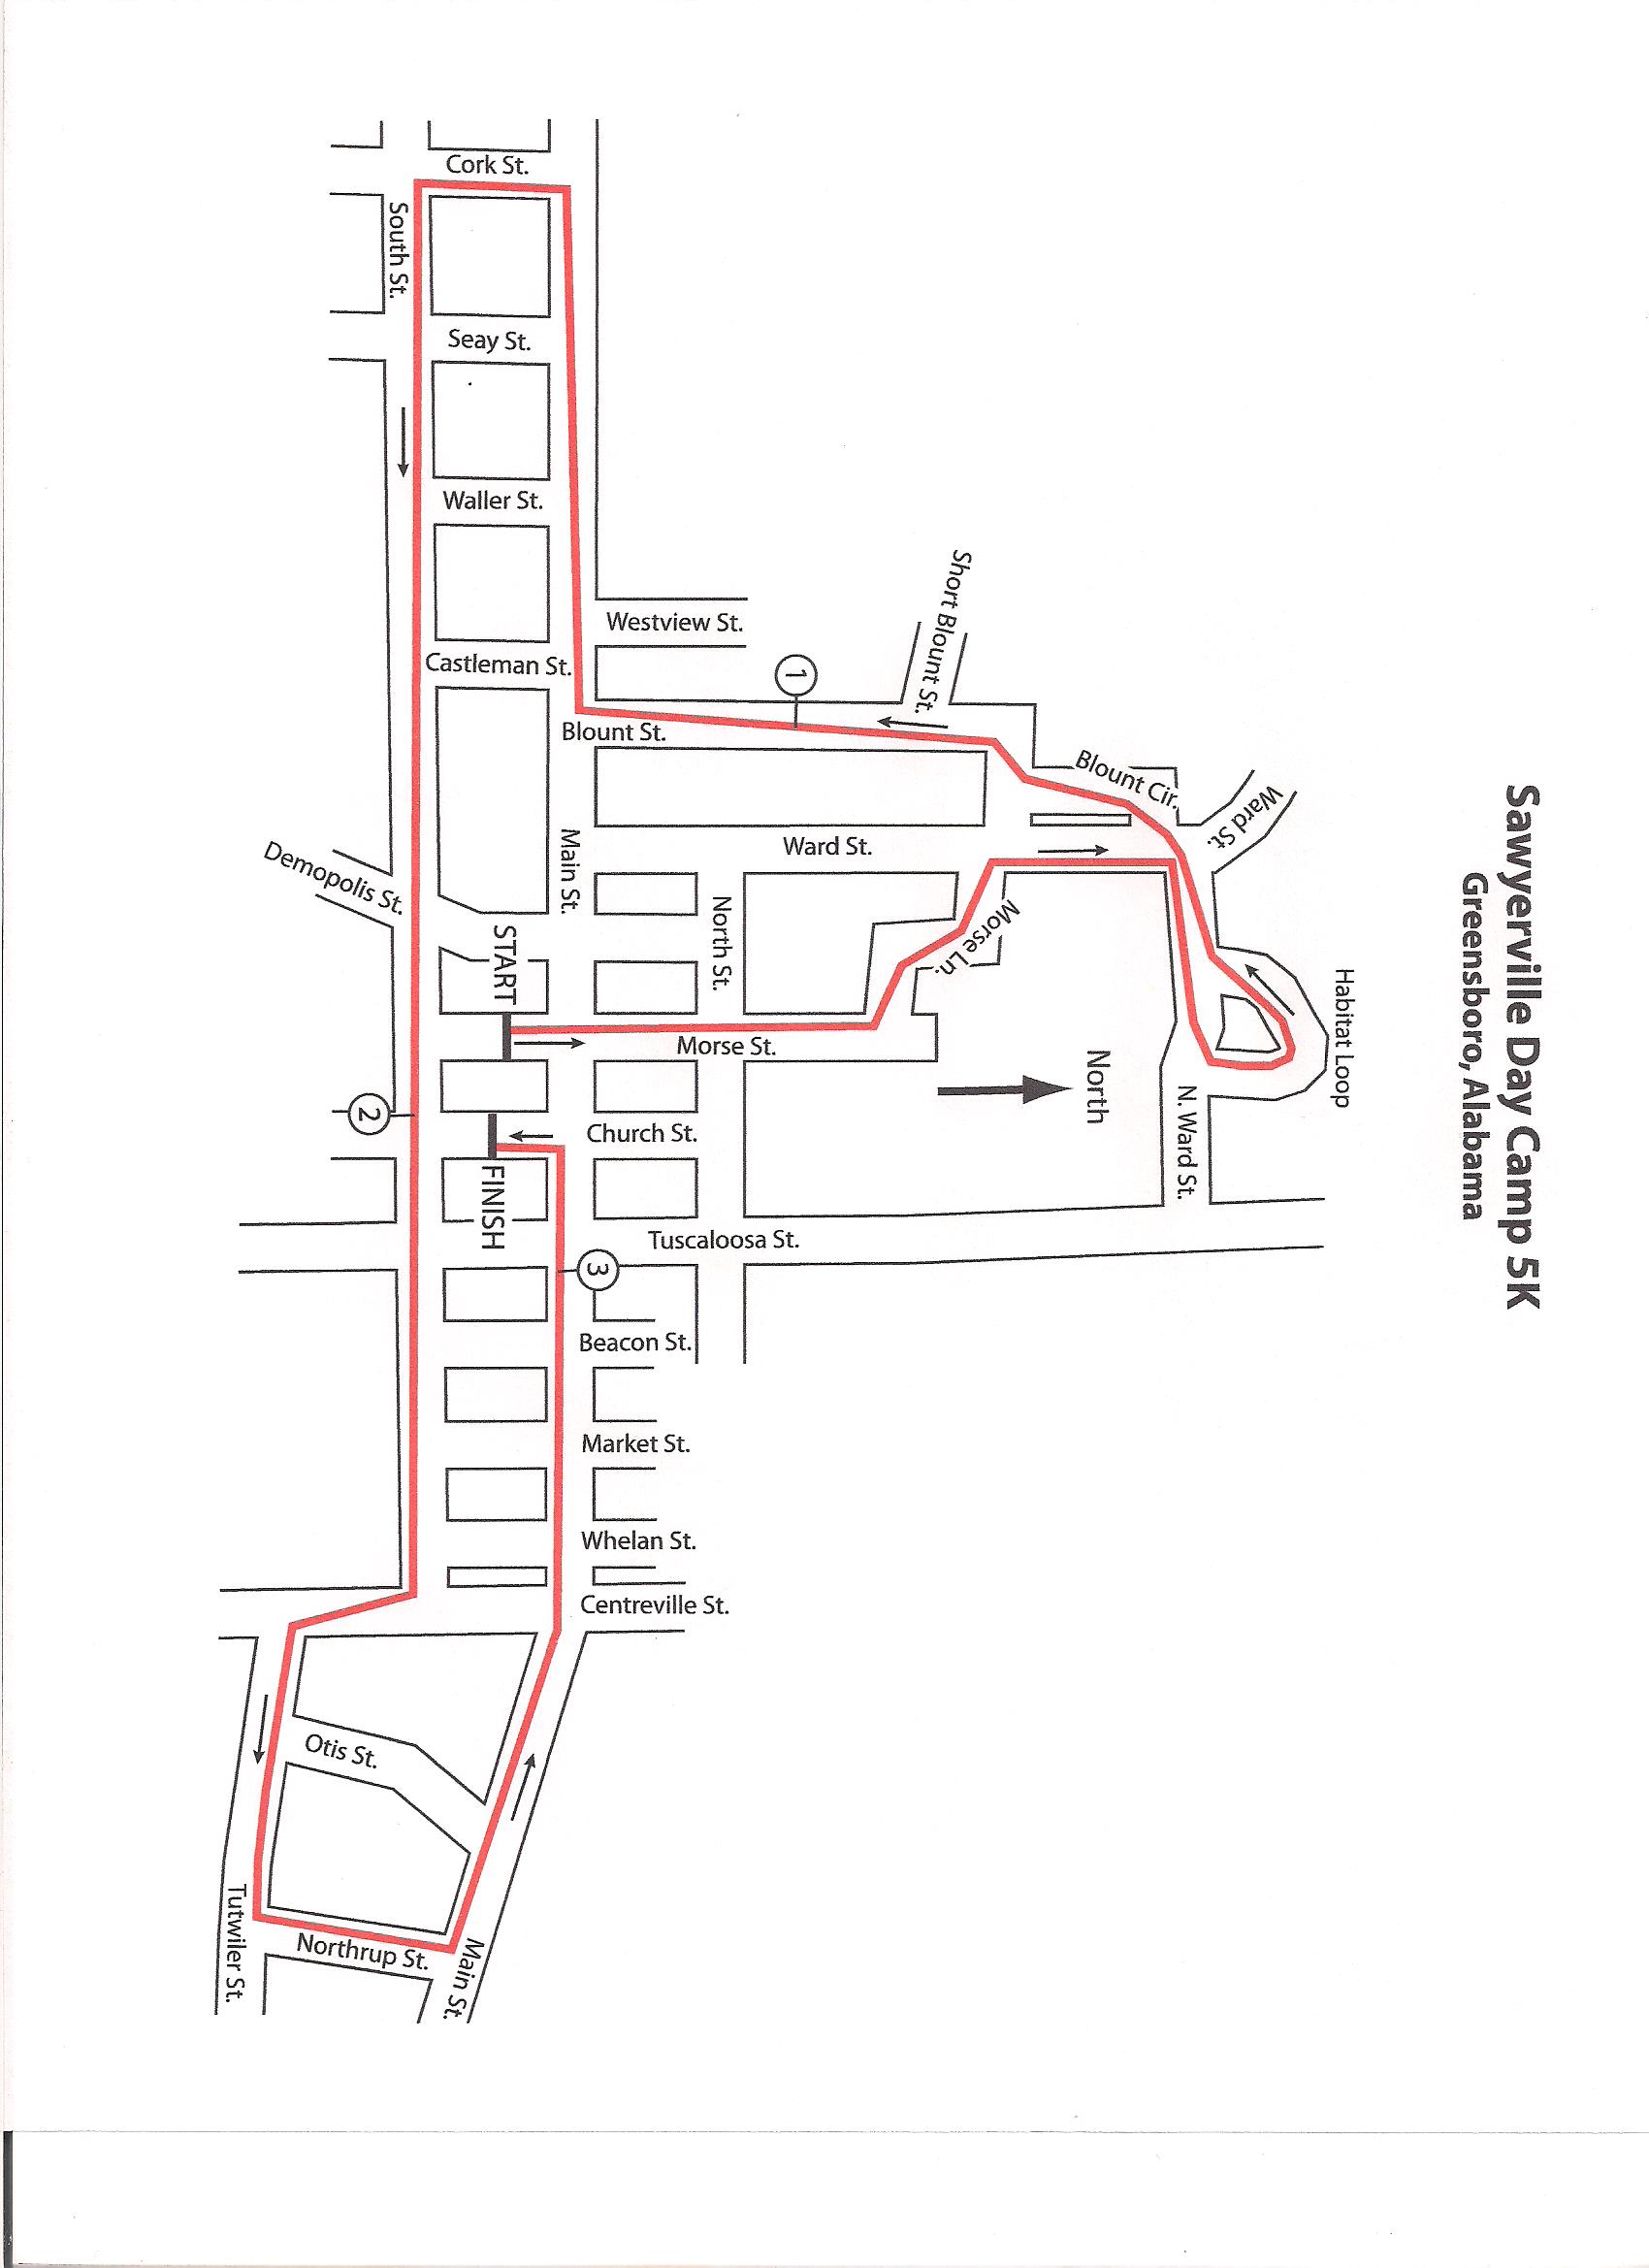 Sawyerville Day Camp 5K
Greensboro, Alabama
Habitat Loop
Ward St.
N. Ward St.
Blount Cir.
North
Short Blount St.
Morse Ln.
Ward St.
1
Westview St.
North St.
Morse St.
Tuscaloosa St.
Blount St.
Main St.
Church St.
3
Beacon St.
Market St.
Whelan St.
Centreville St.
Cork St.
Seay St.
Waller St.
Castleman St.
START
FINISH
Main St.
South St.
Demopolis St.
2
Otis St.
Northrup St.
Tutwiler St.